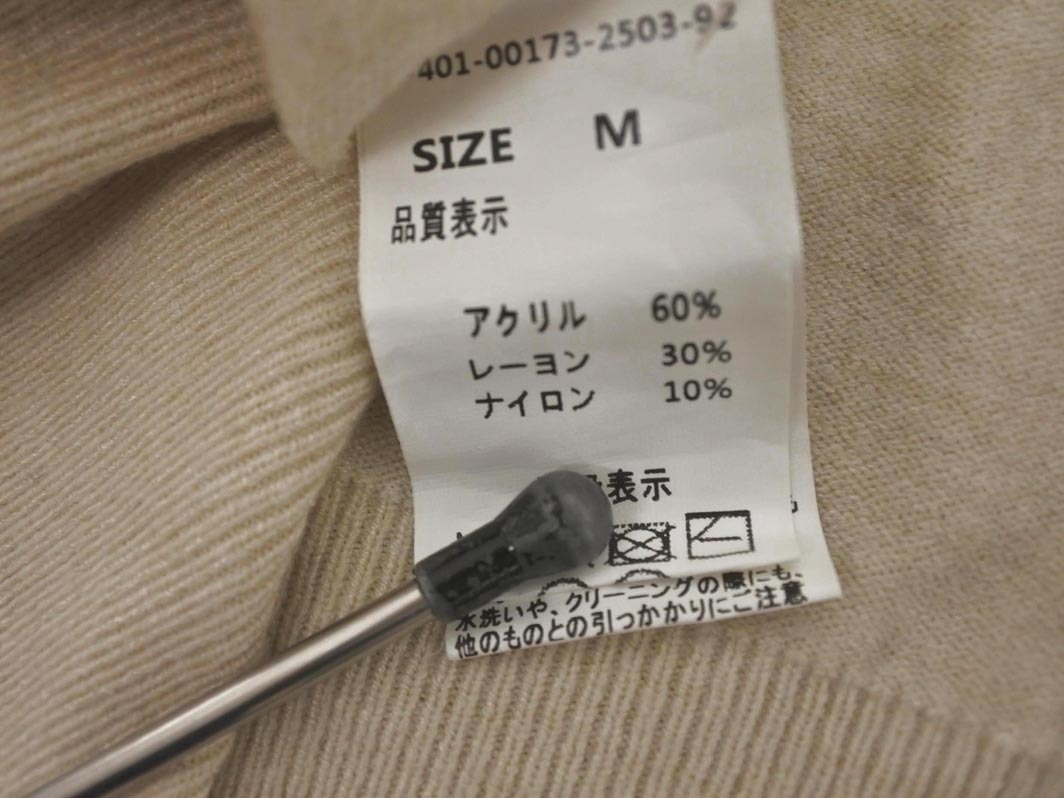 401-00173-2503-92
SIZE M
品質表示
アクリル 60%
レーヨン 30%
ナイロン 10%
表示
水洗いや、クリーニングの際にも、
他のものとの引っかかりにご注意